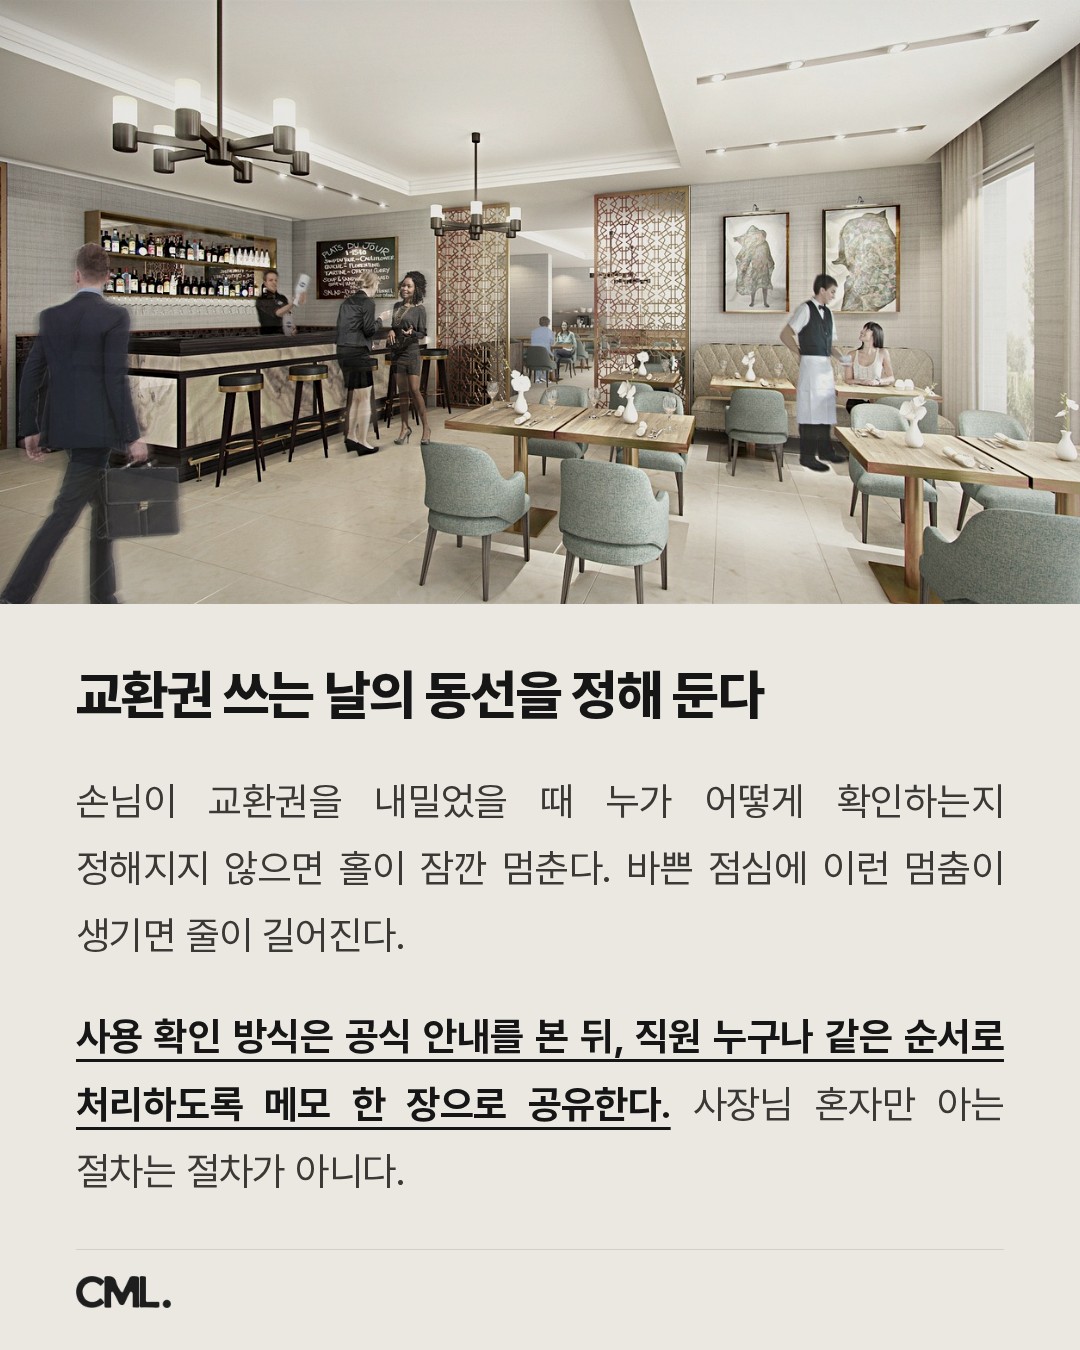 PLATS DU JOUR
교환권 쓰는 날의 동선을 정해 둔다
손님이 교환권을 내밀었을 때 누가 어떻게 확인하는지
정해지지 않으면 홀이 잠깐 멈춘다. 바쁜 점심에 이런 멈춤이
생기면 줄이 길어진다.
사용 확인 방식은 공식 안내를 본 뒤, 직원 누구나 같은 순서로
처리하도록 메모 한 장으로 공유한다. 사장님 혼자만 아는
절차는 절차가 아니다.
CML.